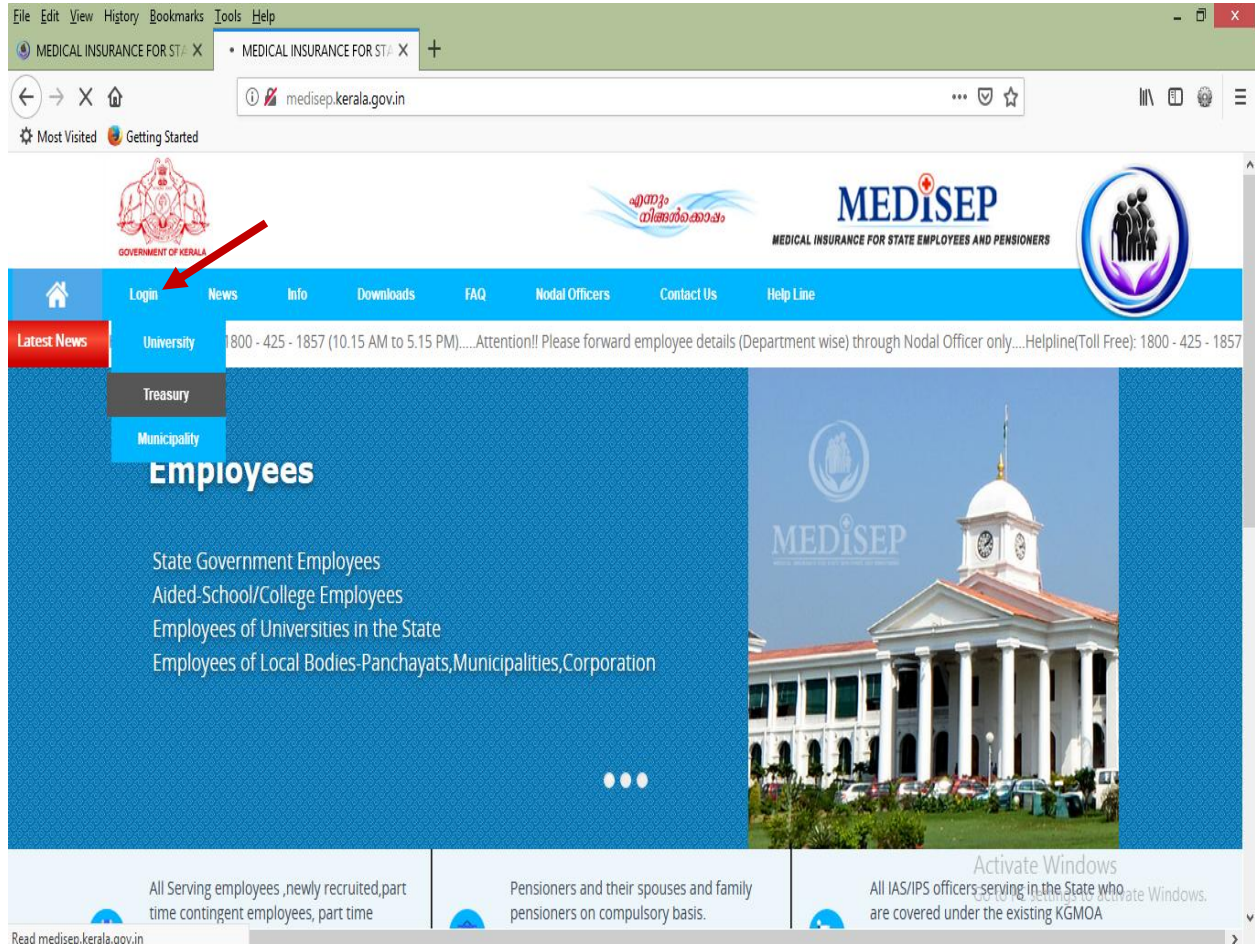 File Edit View History Bookmarks Tools Help
MEDICAL INSURANCE FOR STA
MEDICAL INSURANCE FOR STA
medisep.kerala.gov.in
Most Visited Getting Started
GOVERNMENT OF KERALA
എന്നും
നിങ്ങൾക്കൊപ്പം
MEDiSEP
MEDICAL INSURANCE FOR STATE EMPLOYEES AND PENSIONERS
Login News Info Downloads FAQ Nodal Officers Contact Us Help Line
Latest News
1800 - 425 - 1857 (10.15 AM to 5.15 PM).....Attention!! Please forward employee details (Department wise) through Nodal Officer only....Helpline(Toll Free): 1800 - 425 - 1857
University
Treasury
Municipality
Employees
State Government Employees
Aided-School/College Employees
Employees of Universities in the State
Employees of Local Bodies-Panchayats,Municipalities,Corporation
MEDiSEP
All Serving employees ,newly recruited,part
time contingent employees, part time
Pensioners and their spouses and family
pensioners on compulsory basis.
All IAS/IPS officers serving in the State who
are covered under the existing KGMOA
Activate Windows
Go to PC settings to activate Windows.
Read medisep.kerala.gov.in